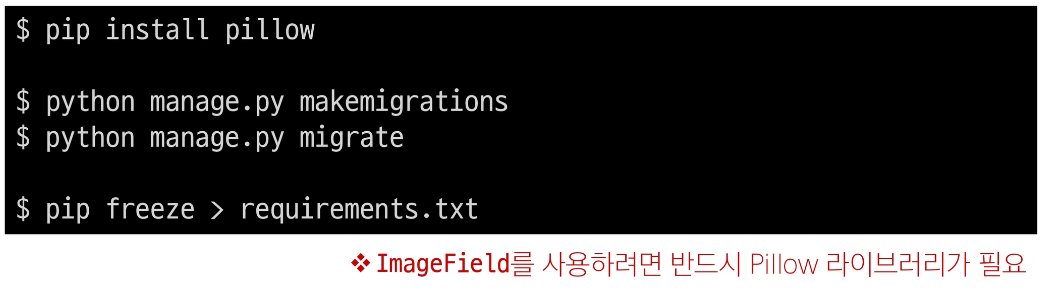 $ pip install pillow
$ python manage.py makemigrations
$ python manage.py migrate
$ pip freeze > requirements.txt
❖ ImageField를 사용하려면 반드시 Pillow 라이브러리가 필요